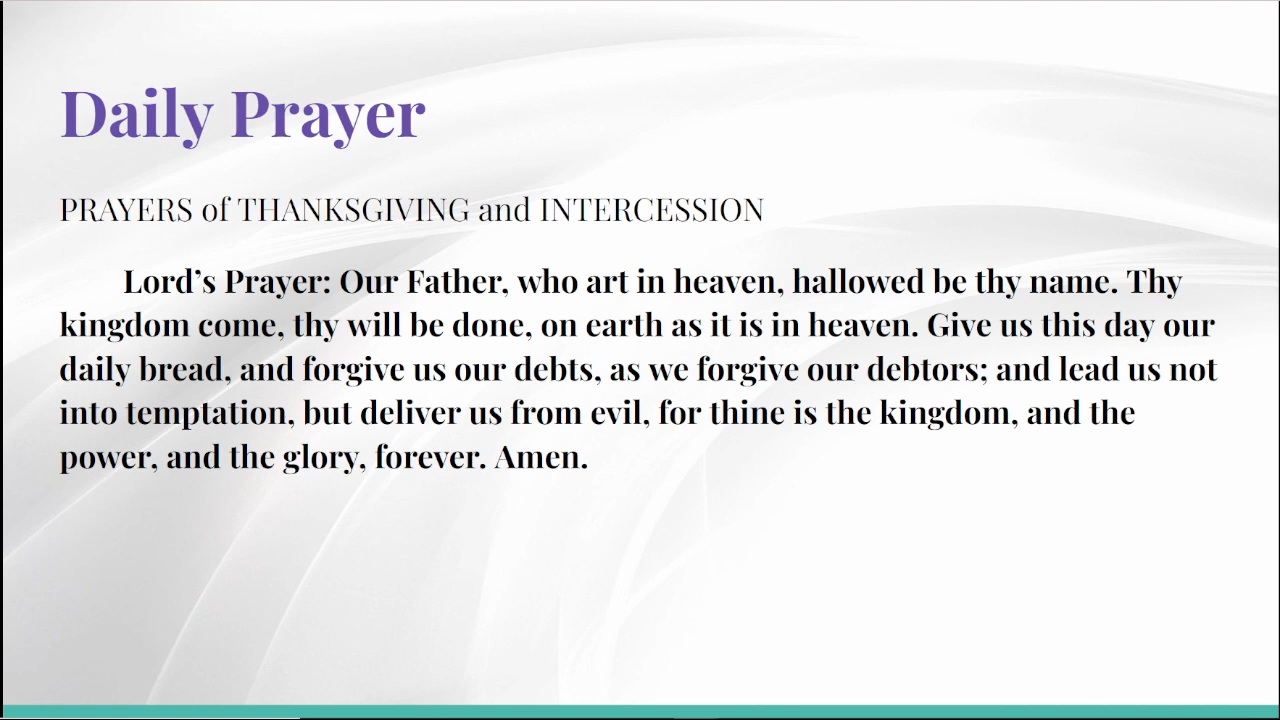 Daily Prayer
PRAYERS of THANKSGIVING and INTERCESSION
Lord’s Prayer: Our Father, who art in heaven, hallowed be thy name. Thy
kingdom come, thy will be done, on earth as it is in heaven. Give us this day our
daily bread, and forgive us our debts, as we forgive our debtors; and lead us not
into temptation, but deliver us from evil, for thine is the kingdom, and the
power, and the glory, forever. Amen.